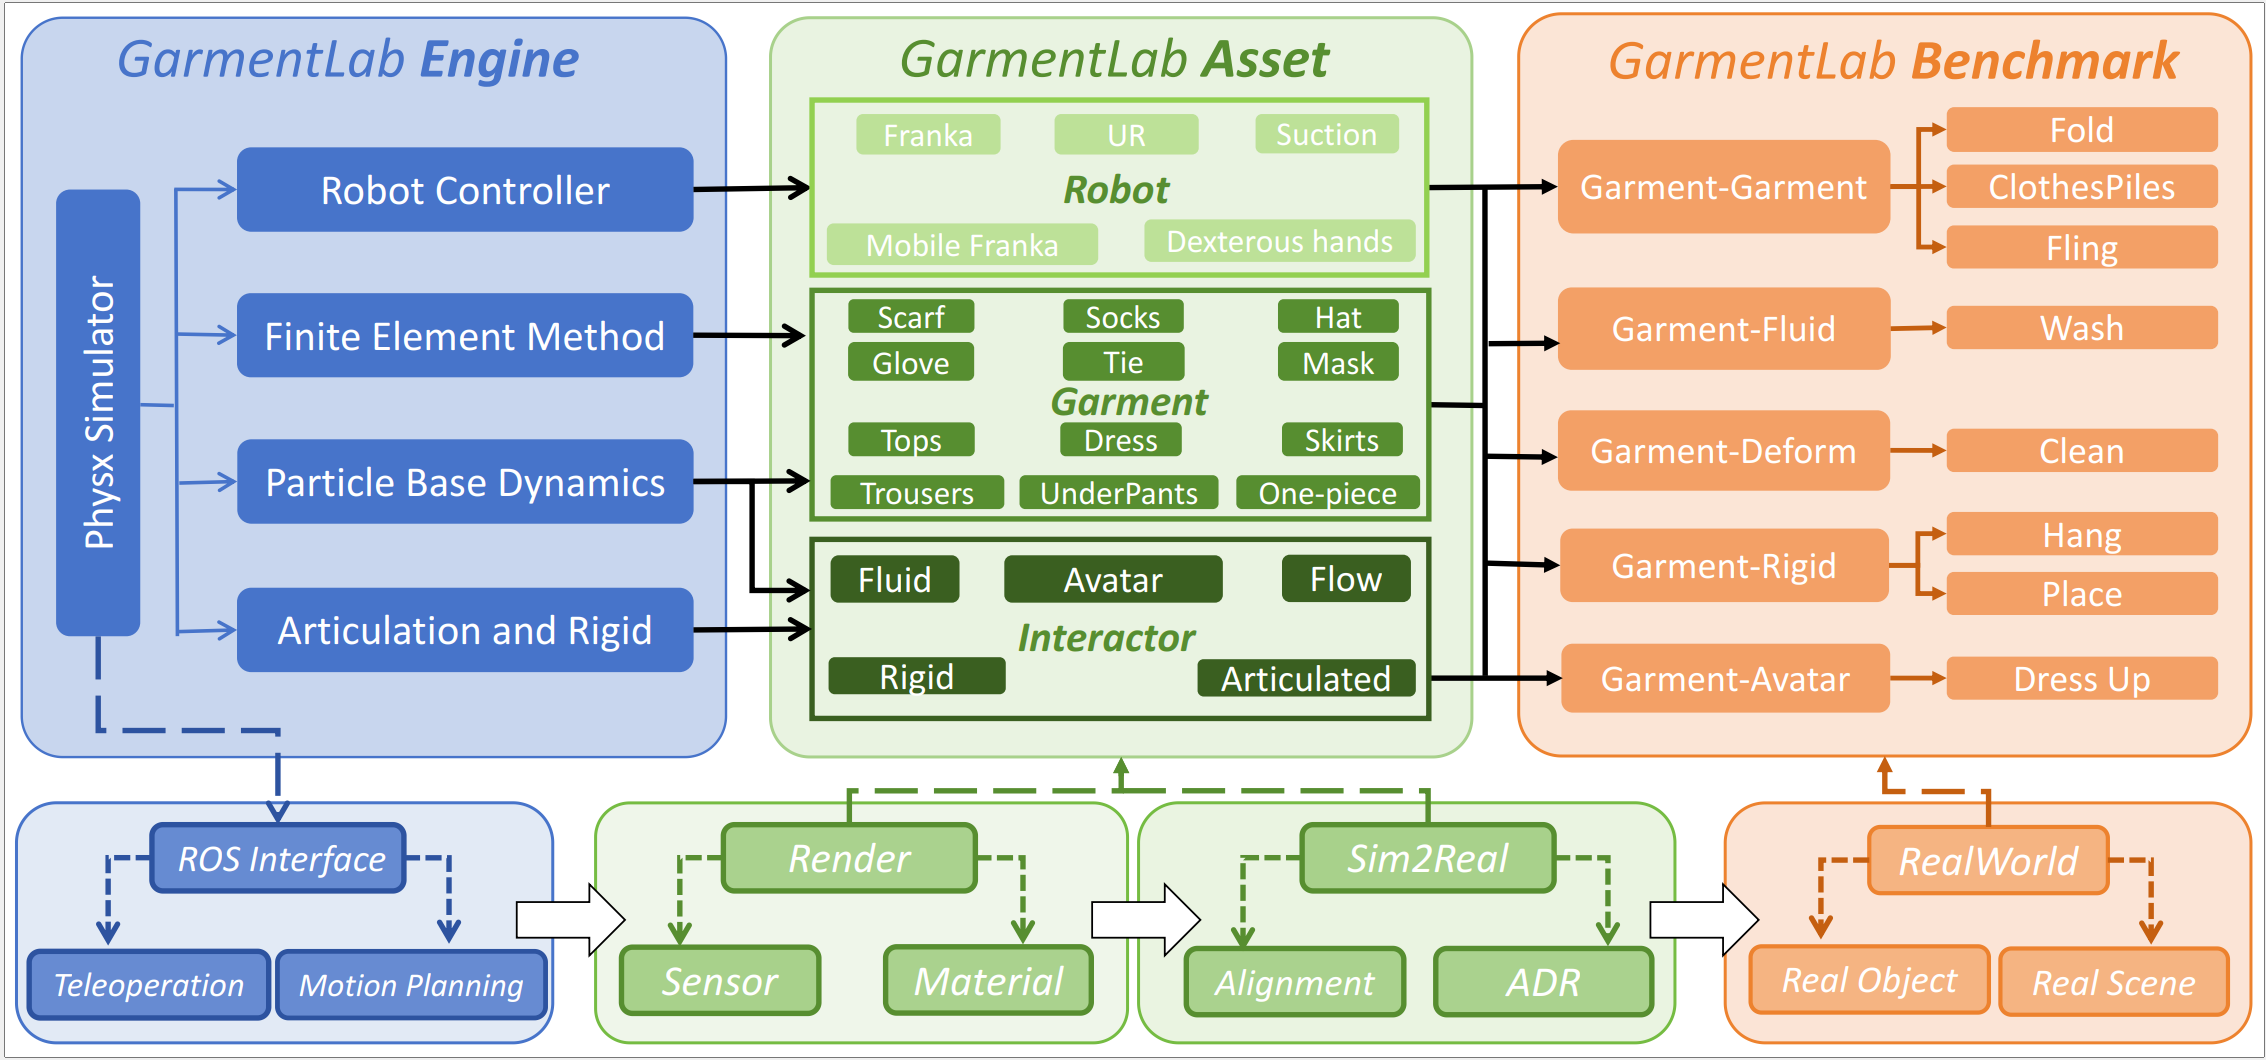 GarmentLab Engine
Physx Simulator
Robot Controller
Finite Element Method
Particle Base Dynamics
Articulation and Rigid
GarmentLab Asset
Franka
UR
Suction
Robot
Mobile Franka
Dexterous hands
Scarf
Socks
Hat
Glove
Tie
Mask
Garment
Tops
Dress
Skirts
Trousers
UnderPants
One-piece
Fluid
Avatar
Flow
Interactor
Rigid
Articulated
GarmentLab Benchmark
Garment-Garment
Fold
ClothesPiles
Fling
Garment-Fluid
Wash
Garment-Deform
Clean
Garment-Rigid
Hang
Place
Garment-Avatar
Dress Up
ROS Interface
Teleoperation
Motion Planning
Render
Sensor
Material
Sim2Real
Alignment
ADR
RealWorld
Real Object
Real Scene